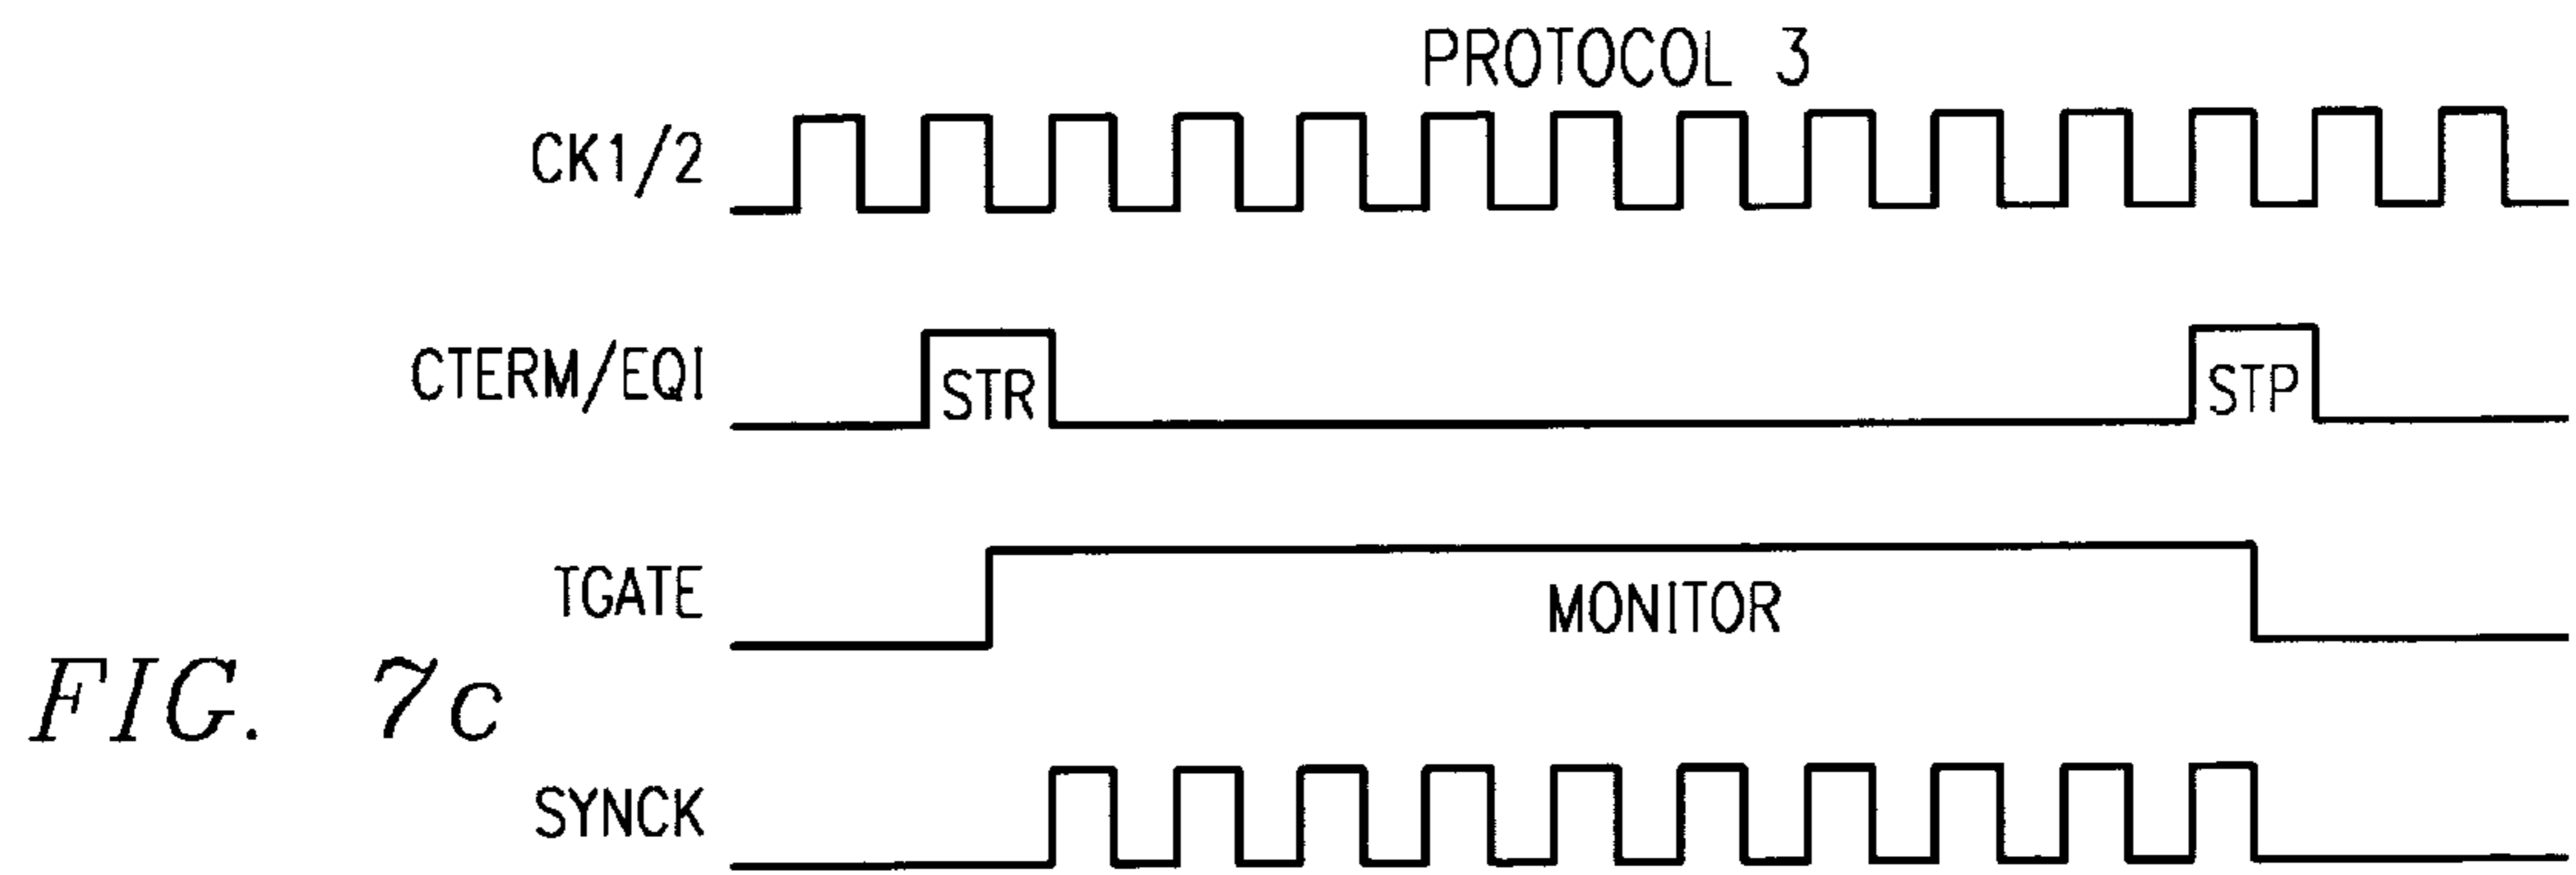 PROTOCOL 3
CK1/2
CTERM/EQI
STR
STP
TGATE
MONITOR
FIG. 7c
SYNCK